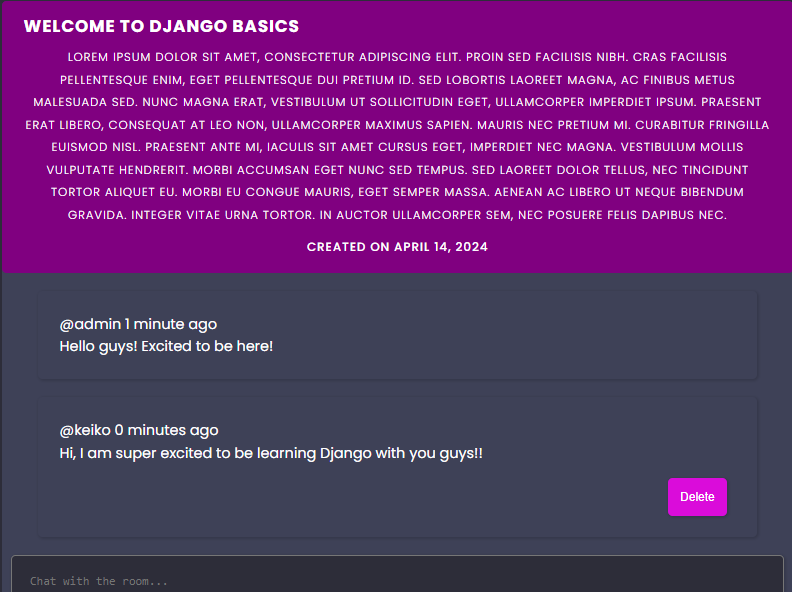 WELCOME TO DJANGO BASICS
LOREM IPSUM DOLOR SIT AMET, CONSECTETUR ADIPISCING ELIT. PROIN SED FACILISIS NIBH. CRAS FACILISIS
PELLENTESQUE ENIM, EGET PELLENTESQUE DUI PRETIUM ID. SED LOBORTIS LAOREET MAGNA, AC FINIBUS METUS
MALESUADA SED. NUNC MAGNA ERAT, VESTIBULUM UT SOLLICITUDIN EGET, ULLAMCORPER IMPERDIET IPSUM. PRAESENT
ERAT LIBERO, CONSEQUAT AT LEO NON, ULLAMCORPER MAXIMUS SAPIEN. MAURIS NEC PRETIUM MI. CURABITUR FRINGILLA
EUISMOD NISL. PRAESENT ANTE MI, IACULIS SIT AMET CURSUS EGET, IMPERDIET NEC MAGNA. VESTIBULUM MOLLIS
VULPUTATE HENDRERIT. MORBI ACCUMSAN EGET NUNC SED TEMPUS. SED LAOREET DOLOR TELLUS, NEC TINCIDUNT
TORTOR ALIQUET EU. MORBI EU CONGUE MAURIS, EGET SEMPER MASSA. AENEAN AC LIBERO UT NEQUE BIBENDUM
GRAVIDA. INTEGER VITAE URNA TORTOR. IN AUCTOR ULLAMCORPER SEM, NEC POSUERE FELIS DAPIBUS NEC.
CREATED ON APRIL 14, 2024
@admin 1 minute ago
Hello guys! Excited to be here!
@keiko 0 minutes ago
Hi, I am super excited to be learning Django with you guys!!
Delete
Chat with the room...